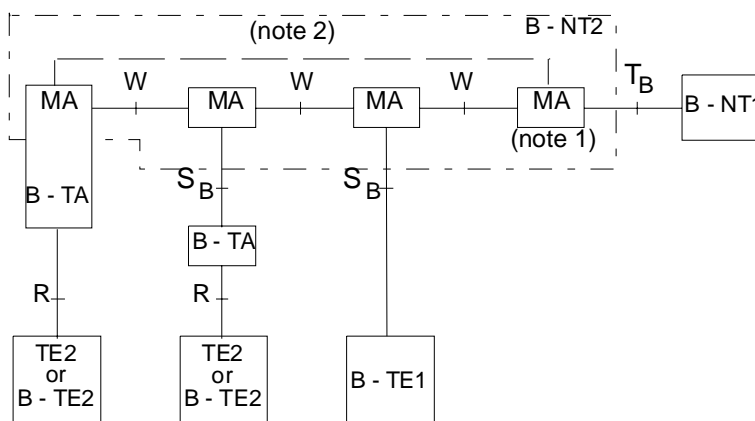 (note 2)
B - NT2
W
W
W
T B
MA
MA
MA
MA
B - NT1
(note 1)
B - TA
S B
S B
B - TA
R
R
TE2
or
B - TE2
TE2
or
B - TE2
B - TE1